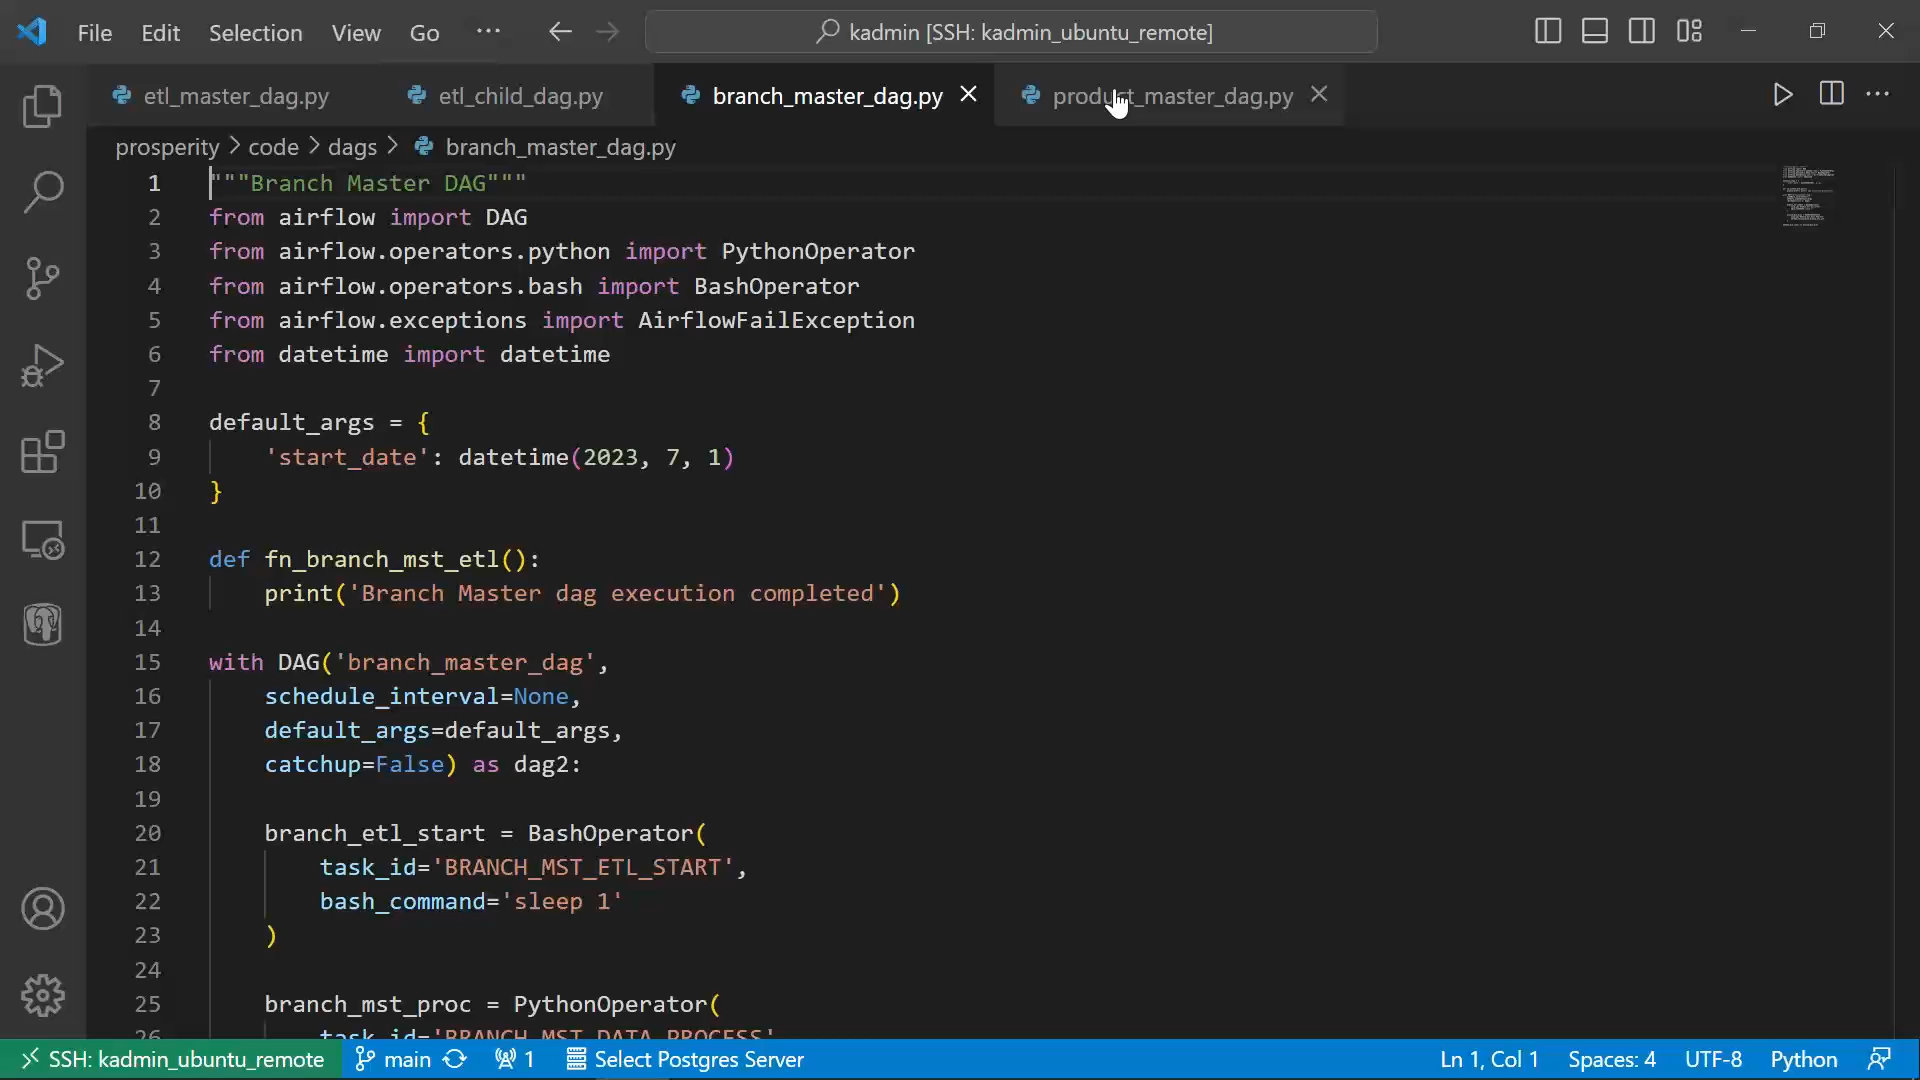 File Edit Selection View Go ··· kadmin [SSH: kadmin_ubuntu_remote]
etl_master_dag.py etl_child_dag.py branch_master_dag.py product_master_dag.py
prosperity > code > dags > branch_master_dag.py
1 """Branch Master DAG"""
2 from airflow import DAG
3 from airflow.operators.python import PythonOperator
4 from airflow.operators.bash import BashOperator
5 from airflow.exceptions import AirflowFailException
6 from datetime import datetime
7
8 default_args = {
9     'start_date': datetime(2023, 7, 1)
10 }
11
12 def fn_branch_mst_etl():
13     print('Branch Master dag execution completed')
14
15 with DAG('branch_master_dag',
16     schedule_interval=None,
17     default_args=default_args,
18     catchup=False) as dag2:
19
20     branch_etl_start = BashOperator(
21         task_id='BRANCH_MST_ETL_START',
22         bash_command='sleep 1'
23     )
24
25     branch_mst_proc = PythonOperator(
26         task_id='BRANCH_MST_DATA_PROCESS',
SSH: kadmin_ubuntu_remote main 1 Select Postgres Server Ln 1, Col 1 Spaces: 4 UTF-8 Python